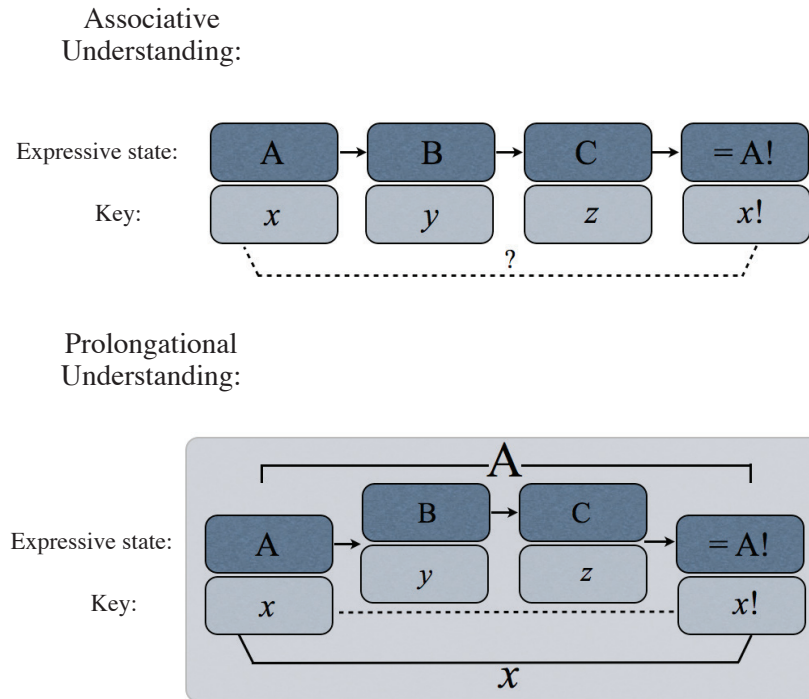 Associative
Understanding:
Expressive state: A B C = A!
Key: x y z x!
?
Prolongational
Understanding:
A
B C
Expressive state: A = A!
y z
Key: x x!
x